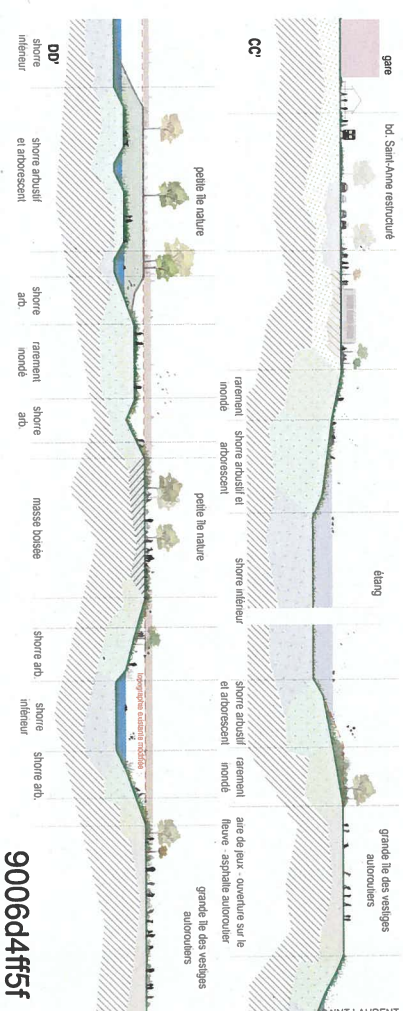 gare
bd. Saint-Anne restructuré
étang
grande île des vestiges
autoroutiers
CC'
rarement
inondé
shorre arbustif et
arborescent
shorre inférieur
shorre arbustif
et arborescent
rarement
inondé
aire de jeux - ouverture sur le
fleuve - asphalte autoroutier
petite île nature
petite île nature
grande île des vestiges
autoroutiers
topographie existante modifiée
DD'
shorre
inférieur
shorre arbustif
et arborescent
shorre
arb.
rarement
inondé
shorre
arb.
masse boisée
shorre arb.
shorre
inférieur
shorre arb.
9006d4ff5f